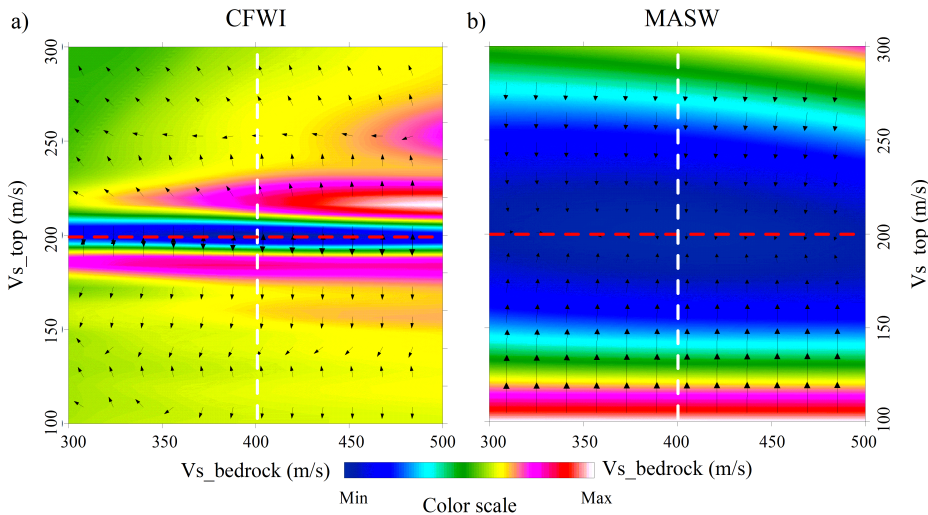 a) CFWI
b) MASW
300
250
200
150
100
Vs_top (m/s)
300 350 400 450 500
300
250
200
150
100
Vs_top (m/s)
300 350 400 450 500
Vs_bedrock (m/s)
Vs_bedrock (m/s)
Min Max
Color scale